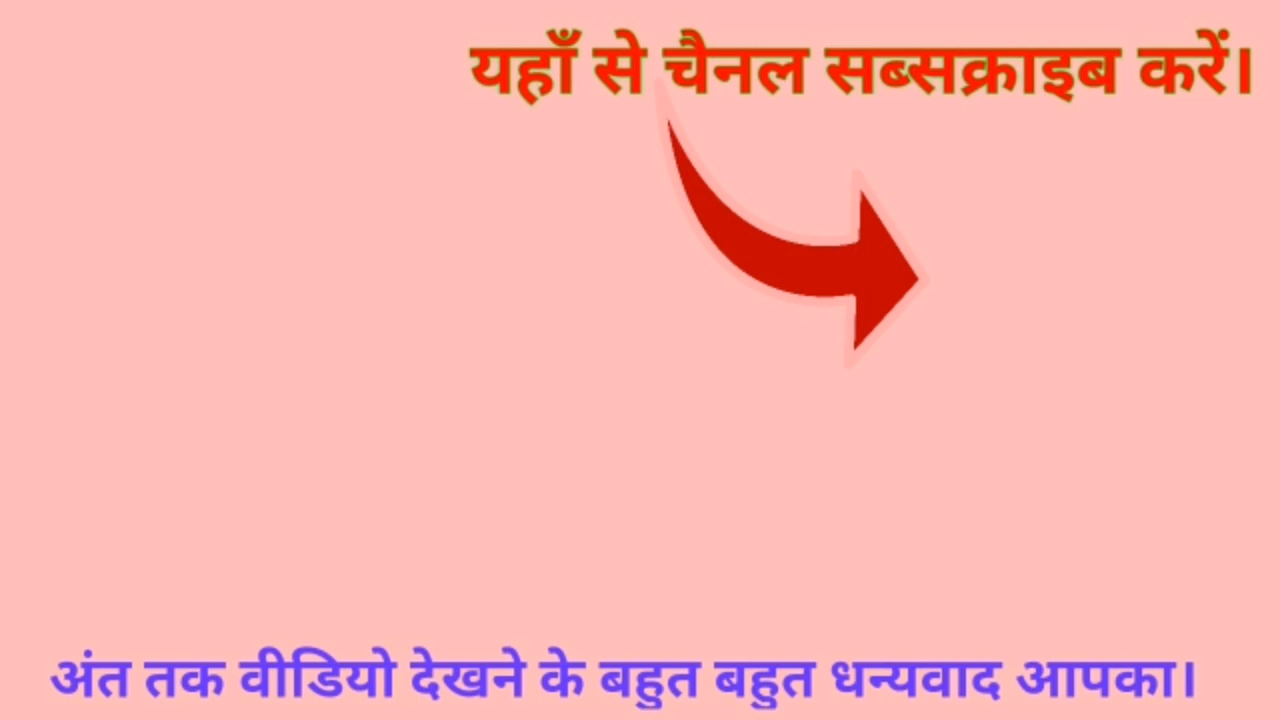 यहाँ से चैनल सब्सक्राइब करें।
अंत तक वीडियो देखने के बहुत बहुत धन्यवाद आपका।